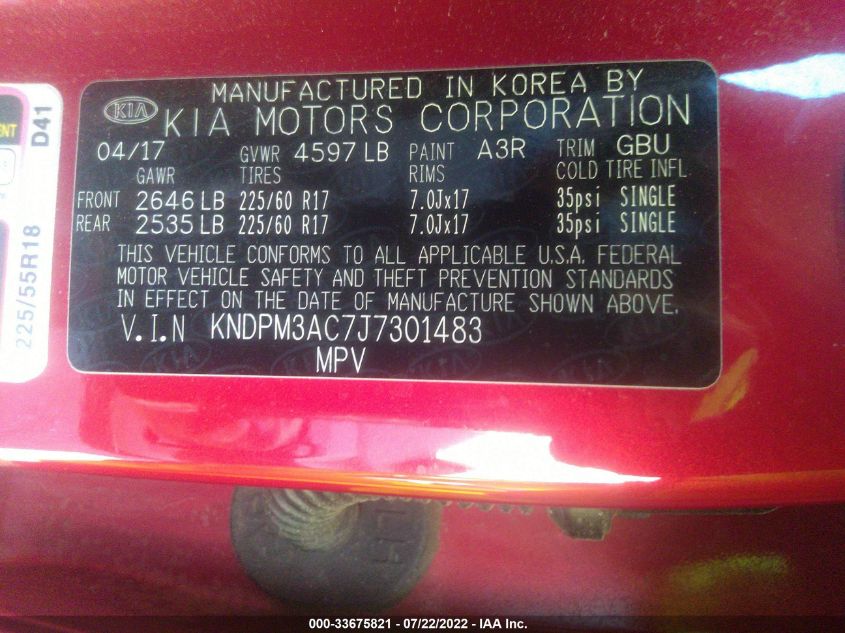 MANUFACTURED IN KOREA BY
KIA KIA MOTORS CORPORATION
04/17 GVWR 4597 LB PAINT A3R TRIM GBU
GAWR TIRES RIMS COLD TIRE INFL
FRONT 2646 LB 225/60 R17 7.0Jx17 35psi SINGLE
REAR 2535 LB 225/60 R17 7.0Jx17 35psi SINGLE
THIS VEHICLE CONFORMS TO ALL APPLICABLE U.S.A. FEDERAL
MOTOR VEHICLE SAFETY AND THEFT PREVENTION STANDARDS
IN EFFECT ON THE DATE OF MANUFACTURE SHOWN ABOVE.
V.I.N KNDPM3AC7J7301483
MPV
D41
225/55R18
000-33675821 - 07/22/2022 - IAA Inc.